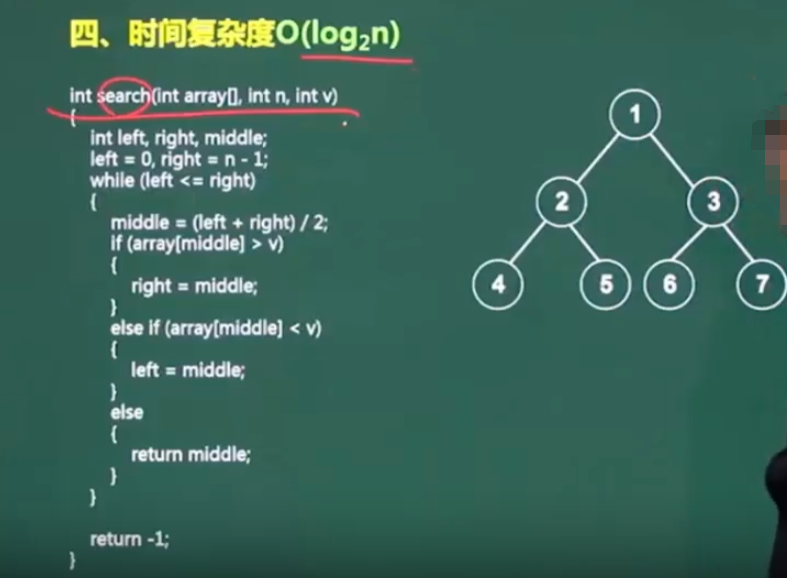 四、时间复杂度O(log₂n)
int search(int array[], int n, int v)
{
int left, right, middle;
left = 0, right = n - 1;
while (left <= right)
{
middle = (left + right) / 2;
if (array[middle] > v)
{
right = middle;
}
else if (array[middle] < v)
{
left = middle;
}
else
{
return middle;
}
}
return -1;
}
1
2 3
4 5 6 7